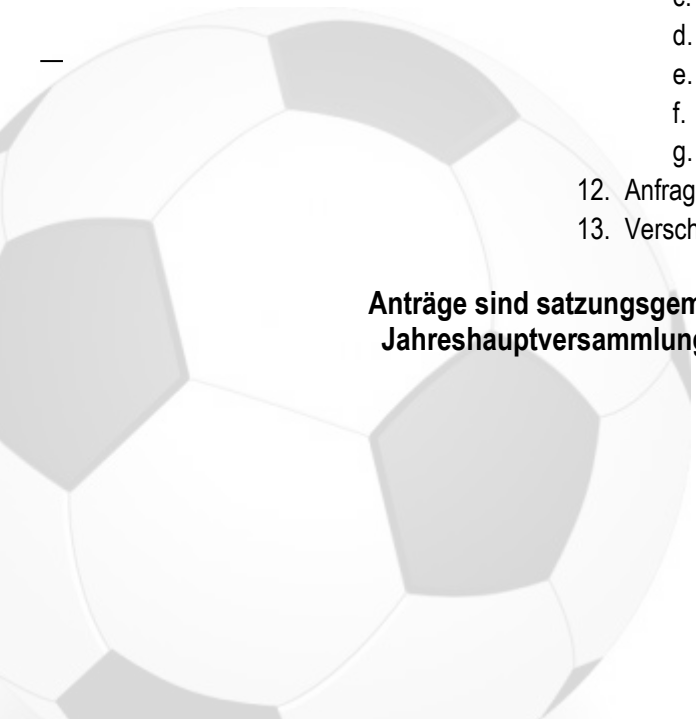 d.
e.
f.
g.
12. Anfrag
13. Versch
Anträge sind satzungsgem
Jahreshauptversammlung